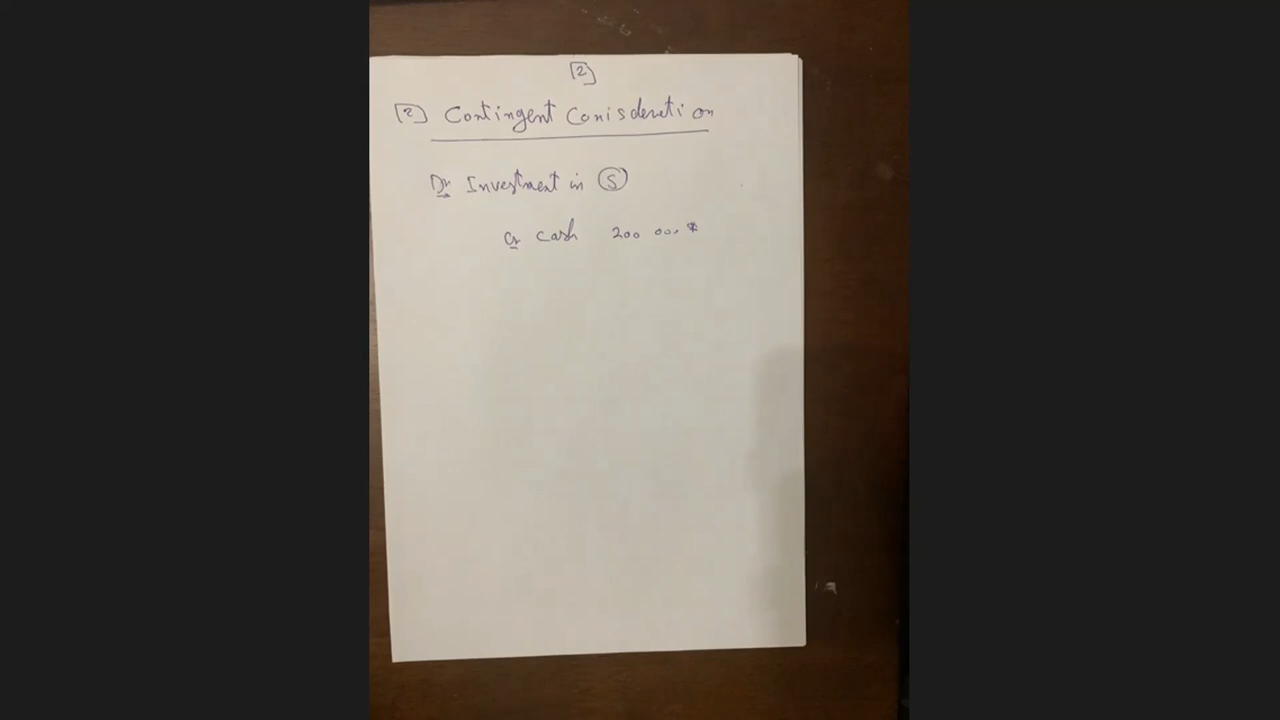 [2]
[2] Contingent Conisderation
Dr Investment in S
Cr Cash 200 000 *